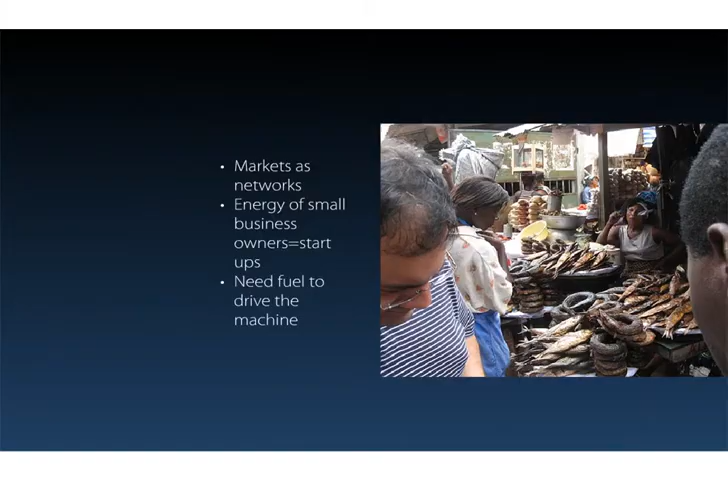 • Markets as
networks
• Energy of small
business
owners=start
ups
• Need fuel to
drive the
machine